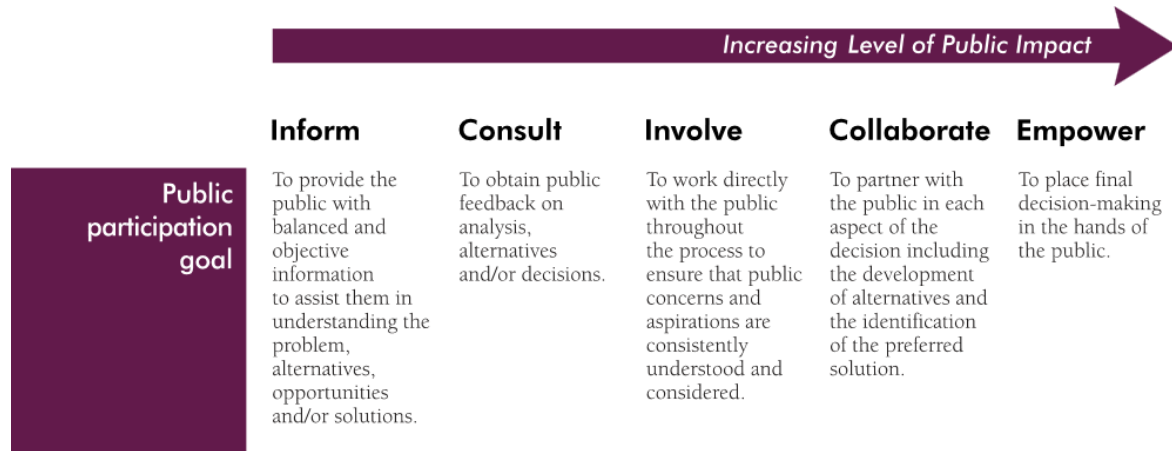 Increasing Level of Public Impact
Inform
Consult
Involve
Collaborate
Empower
Public
participation
goal
To provide the
public with
balanced and
objective
information
to assist them in
understanding the
problem,
alternatives,
opportunities
and/or solutions.
To obtain public
feedback on
analysis,
alternatives
and/or decisions.
To work directly
with the public
throughout
the process to
ensure that public
concerns and
aspirations are
consistently
understood and
considered.
To partner with
the public in each
aspect of the
decision including
the development
of alternatives and
the identification
of the preferred
solution.
To place final
decision-making
in the hands of
the public.